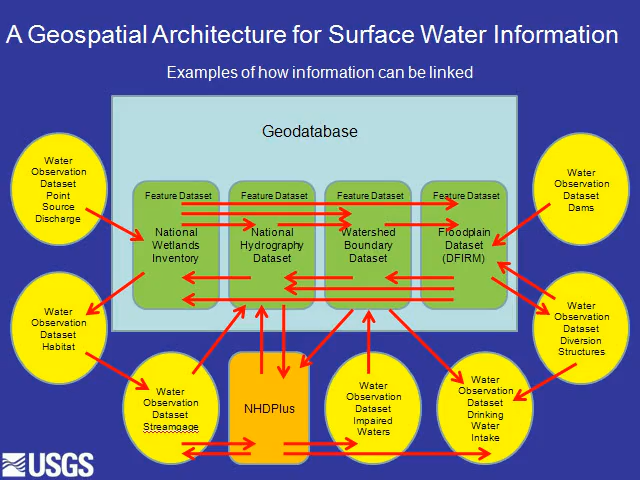 A Geospatial Architecture for Surface Water Information
Examples of how information can be linked
Geodatabase
Water
Observation
Dataset
Point
Source
Discharge
Feature Dataset
National
Wetlands
Inventory
Feature Dataset
National
Hydrography
Dataset
Feature Dataset
Watershed
Boundary
Dataset
Feature Dataset
Floodplain
Dataset
(DFIRM)
Water
Observation
Dataset
Dams
Water
Observation
Dataset
Habitat
Water
Observation
Dataset
Diversion
Structures
Water
Observation
Dataset
Streamgage
NHDPlus
Water
Observation
Dataset
Impaired
Waters
Water
Observation
Dataset
Drinking
Water
Intake
USGS